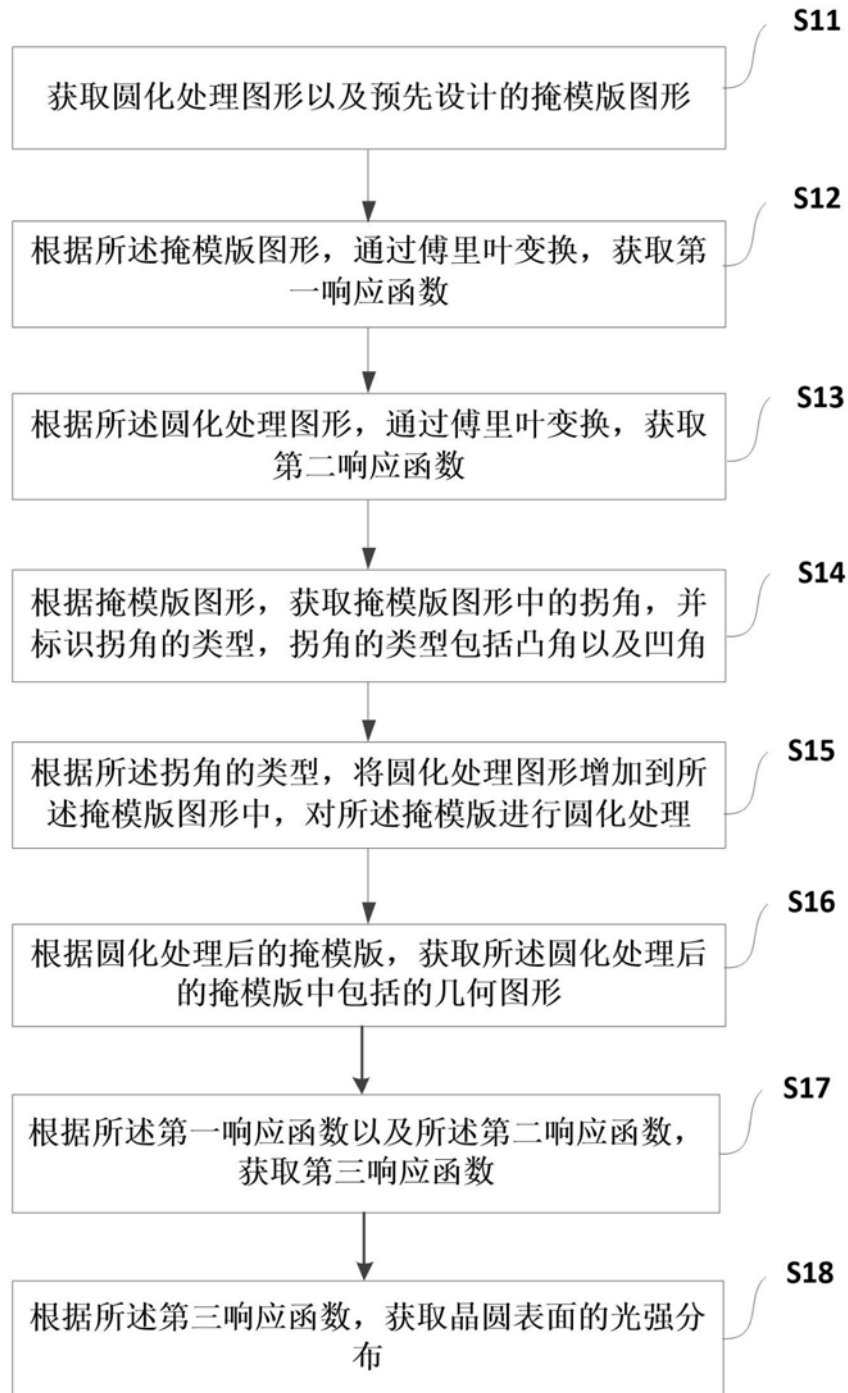 S11
获取圆化处理图形以及预先设计的掩模版图形
S12
根据所述掩模版图形，通过傅里叶变换，获取第
一响应函数
S13
根据所述圆化处理图形，通过傅里叶变换，获取
第二响应函数
S14
根据掩模版图形，获取掩模版图形中的拐角，并
标识拐角的类型，拐角的类型包括凸角以及凹角
S15
根据所述拐角的类型，将圆化处理图形增加到所
述掩模版图形中，对所述掩模版进行圆化处理
S16
根据圆化处理后的掩模版，获取所述圆化处理后
的掩模版中包括的几何图形
S17
根据所述第一响应函数以及所述第二响应函数，
获取第三响应函数
S18
根据所述第三响应函数，获取晶圆表面的光强分
布